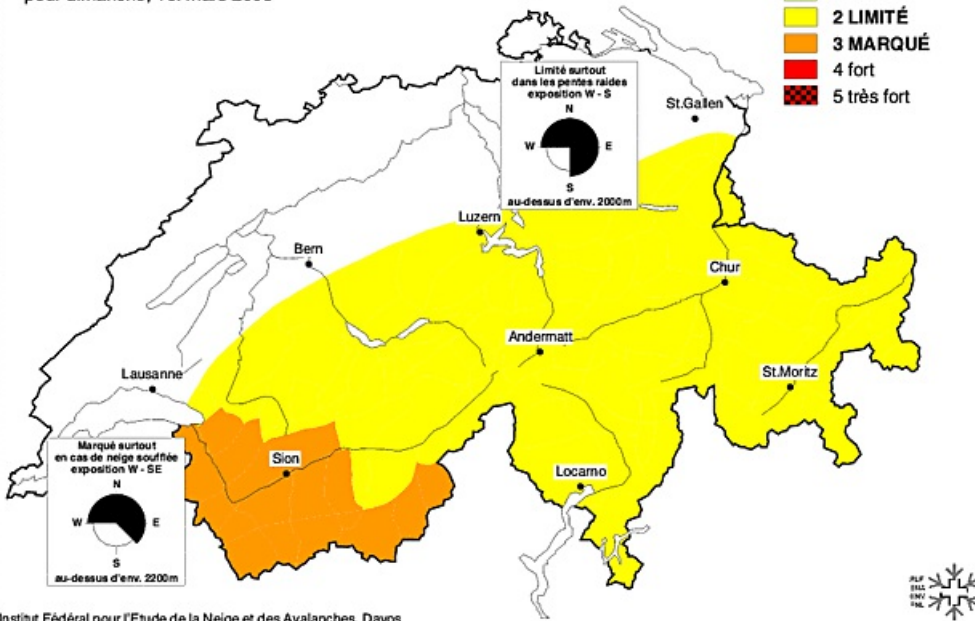 2 LIMITÉ
3 MARQUÉ
4 fort
5 très fort
Limité surtout
dans les pentes raides
exposition W - S
N
W E
S
au-dessus d'env. 2000m
St.Gallen
Luzern
Bern
Chur
Andermatt
Lausanne
St.Moritz
Marqué surtout
en cas de neige soufflée
exposition W - SE
N
W E
S
au-dessus d'env. 2200m
Sion
Locarno
SLF
ENV
Institut Fédéral pour l'Etude de la Neige et des Avalanches, Davos